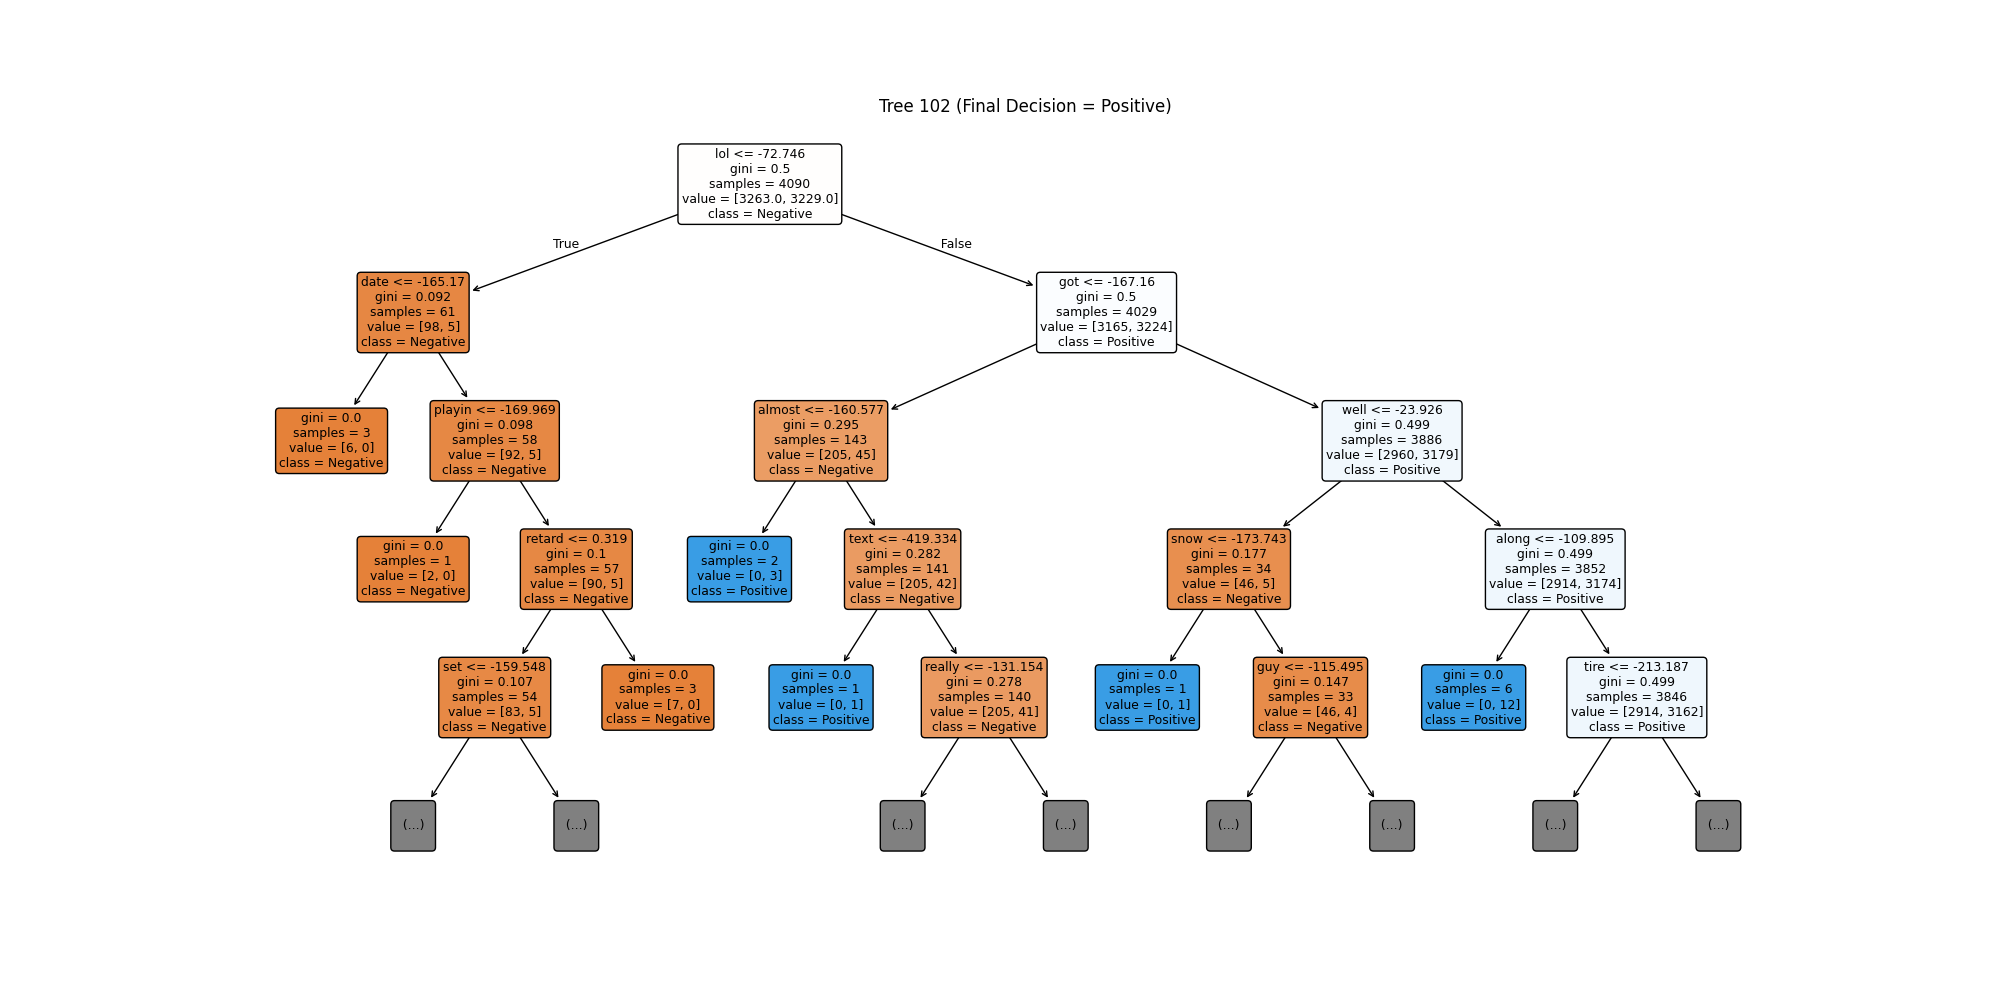 Tree 102 (Final Decision = Positive)
lol <= -72.746
gini = 0.5
samples = 4090
value = [3263.0, 3229.0]
class = Negative
True
False
date <= -165.17
gini = 0.092
samples = 61
value = [98, 5]
class = Negative
got <= -167.16
gini = 0.5
samples = 4029
value = [3165, 3224]
class = Positive
gini = 0.0
samples = 3
value = [6, 0]
class = Negative
playin <= -169.969
gini = 0.098
samples = 58
value = [92, 5]
class = Negative
almost <= -160.577
gini = 0.295
samples = 143
value = [205, 45]
class = Negative
well <= -23.926
gini = 0.499
samples = 3886
value = [2960, 3179]
class = Positive
gini = 0.0
samples = 1
value = [2, 0]
class = Negative
retard <= 0.319
gini = 0.1
samples = 57
value = [90, 5]
class = Negative
gini = 0.0
samples = 2
value = [0, 3]
class = Positive
text <= -419.334
gini = 0.282
samples = 141
value = [205, 42]
class = Negative
snow <= -173.743
gini = 0.177
samples = 34
value = [46, 5]
class = Negative
along <= -109.895
gini = 0.499
samples = 3852
value = [2914, 3174]
class = Positive
set <= -159.548
gini = 0.107
samples = 54
value = [83, 5]
class = Negative
gini = 0.0
samples = 3
value = [7, 0]
class = Negative
gini = 0.0
samples = 1
value = [0, 1]
class = Positive
really <= -131.154
gini = 0.278
samples = 140
value = [205, 41]
class = Negative
gini = 0.0
samples = 1
value = [0, 1]
class = Positive
guy <= -115.495
gini = 0.147
samples = 33
value = [46, 4]
class = Negative
gini = 0.0
samples = 6
value = [0, 12]
class = Positive
tire <= -213.187
gini = 0.499
samples = 3846
value = [2914, 3162]
class = Positive
(...)
(...)
(...)
(...)
(...)
(...)
(...)
(...)